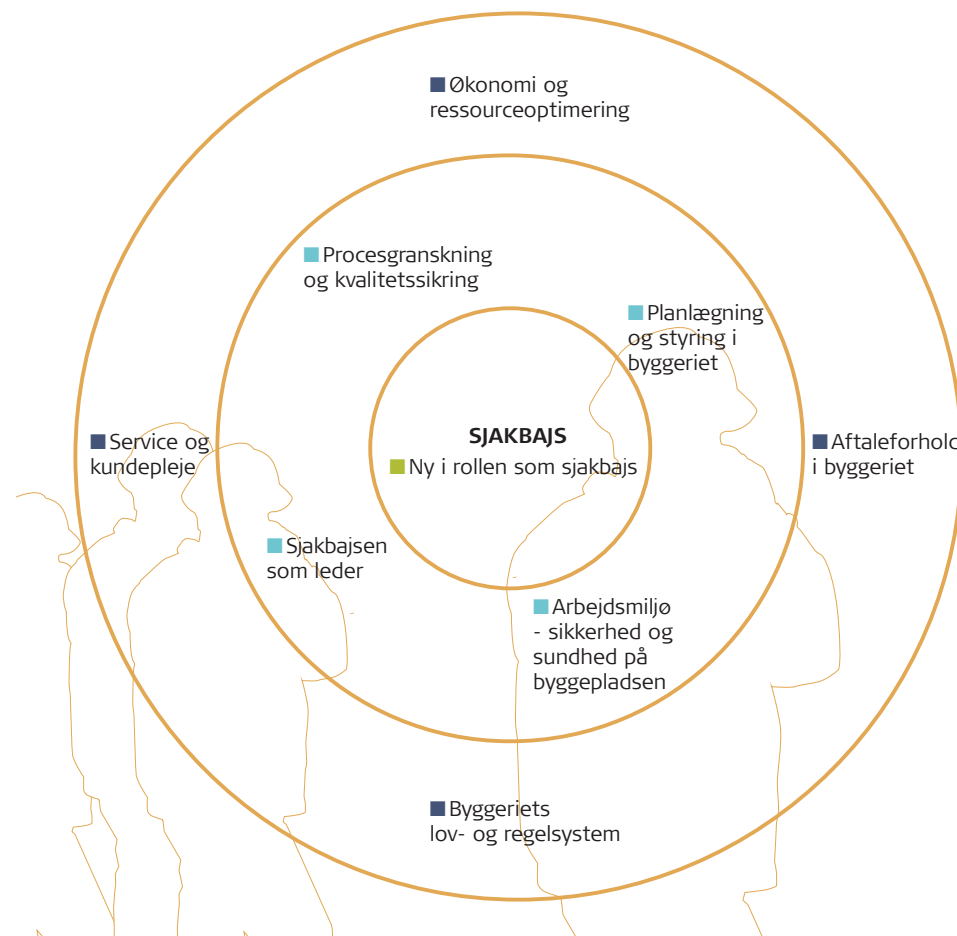 Økonomi og
ressourceoptimering
Procesgranskning
og kvalitetssikring
Planlægning
og styring i
byggeriet
SJAKBAJS
Ny i rollen som sjakbajs
Service og
kundepleje
Aftaleforhold
i byggeriet
Sjakbajsen
som leder
Arbejdsmiljø
- sikkerhed og
sundhed på
byggepladsen
Byggeriets
lov- og regelsystem